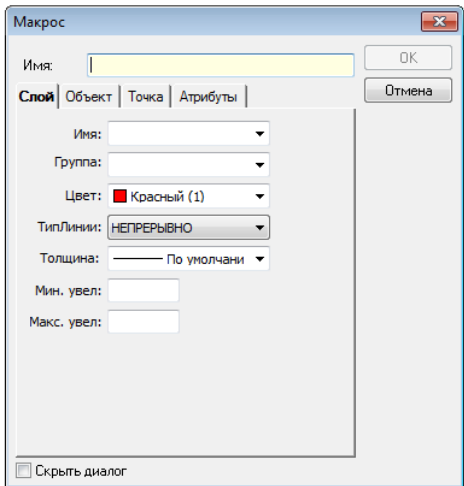 Макрос
Имя:
OK
Слой Объект Точка Атрибуты
Отмена
Имя:
Группа:
Цвет: Красный (1)
ТипЛинии: НЕПРЕРЫВНО
Толщина: По умолчани
Мин. увел:
Макс. увел:
Скрыть диалог